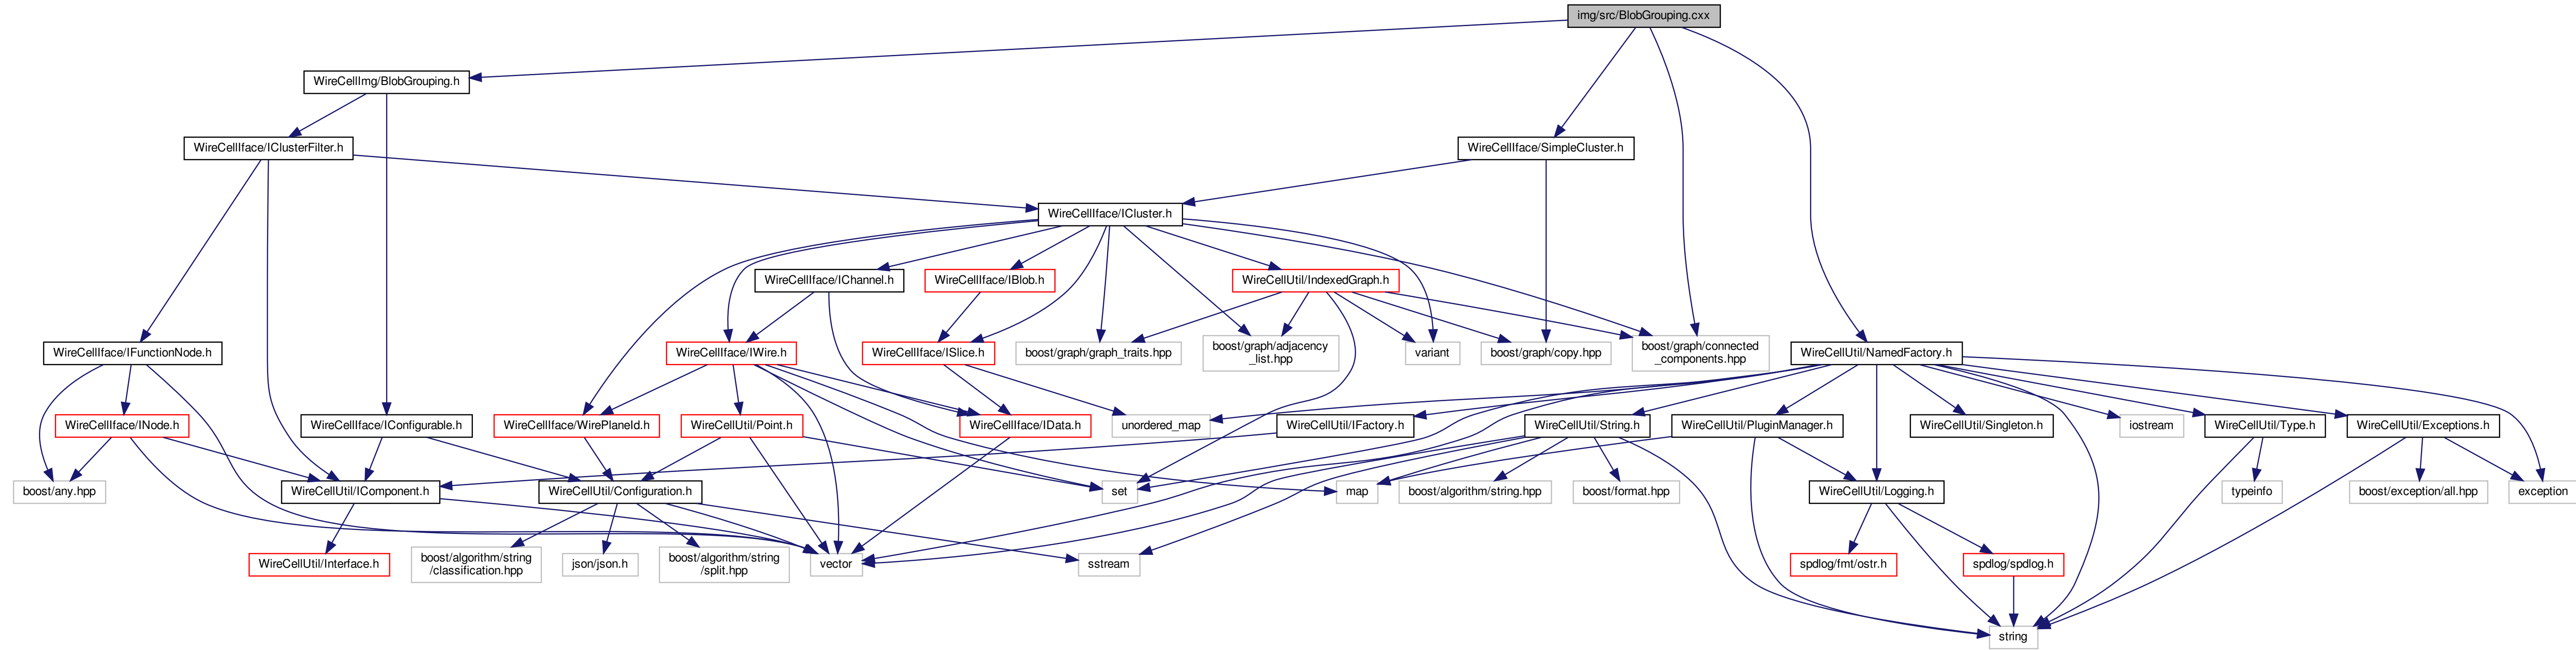 img/src/BlobGrouping.cxx
WireCellImg/BlobGrouping.h
WireCellIface/IClusterFilter.h
WireCellIface/SimpleCluster.h
WireCellIface/ICluster.h
WireCellIface/IChannel.h
WireCellIface/IBlob.h
WireCellUtil/IndexedGraph.h
WireCellIface/IFunctionNode.h
WireCellIface/IWire.h
WireCellIface/ISlice.h
boost/graph/graph_traits.hpp
boost/graph/adjacency
_list.hpp
variant
boost/graph/copy.hpp
boost/graph/connected
_components.hpp
WireCellUtil/NamedFactory.h
WireCellIface/INode.h
WireCellIface/IConfigurable.h
WireCellIface/WirePlaneId.h
WireCellUtil/Point.h
WireCellIface/IData.h
unordered_map
WireCellUtil/IFactory.h
WireCellUtil/String.h
WireCellUtil/PluginManager.h
WireCellUtil/Singleton.h
iostream
WireCellUtil/Type.h
WireCellUtil/Exceptions.h
boost/any.hpp
WireCellUtil/IComponent.h
WireCellUtil/Configuration.h
set
map
boost/algorithm/string.hpp
boost/format.hpp
WireCellUtil/Logging.h
typeinfo
boost/exception/all.hpp
exception
WireCellUtil/Interface.h
boost/algorithm/string
/classification.hpp
json/json.h
boost/algorithm/string
/split.hpp
vector
sstream
spdlog/fmt/ostr.h
spdlog/spdlog.h
string